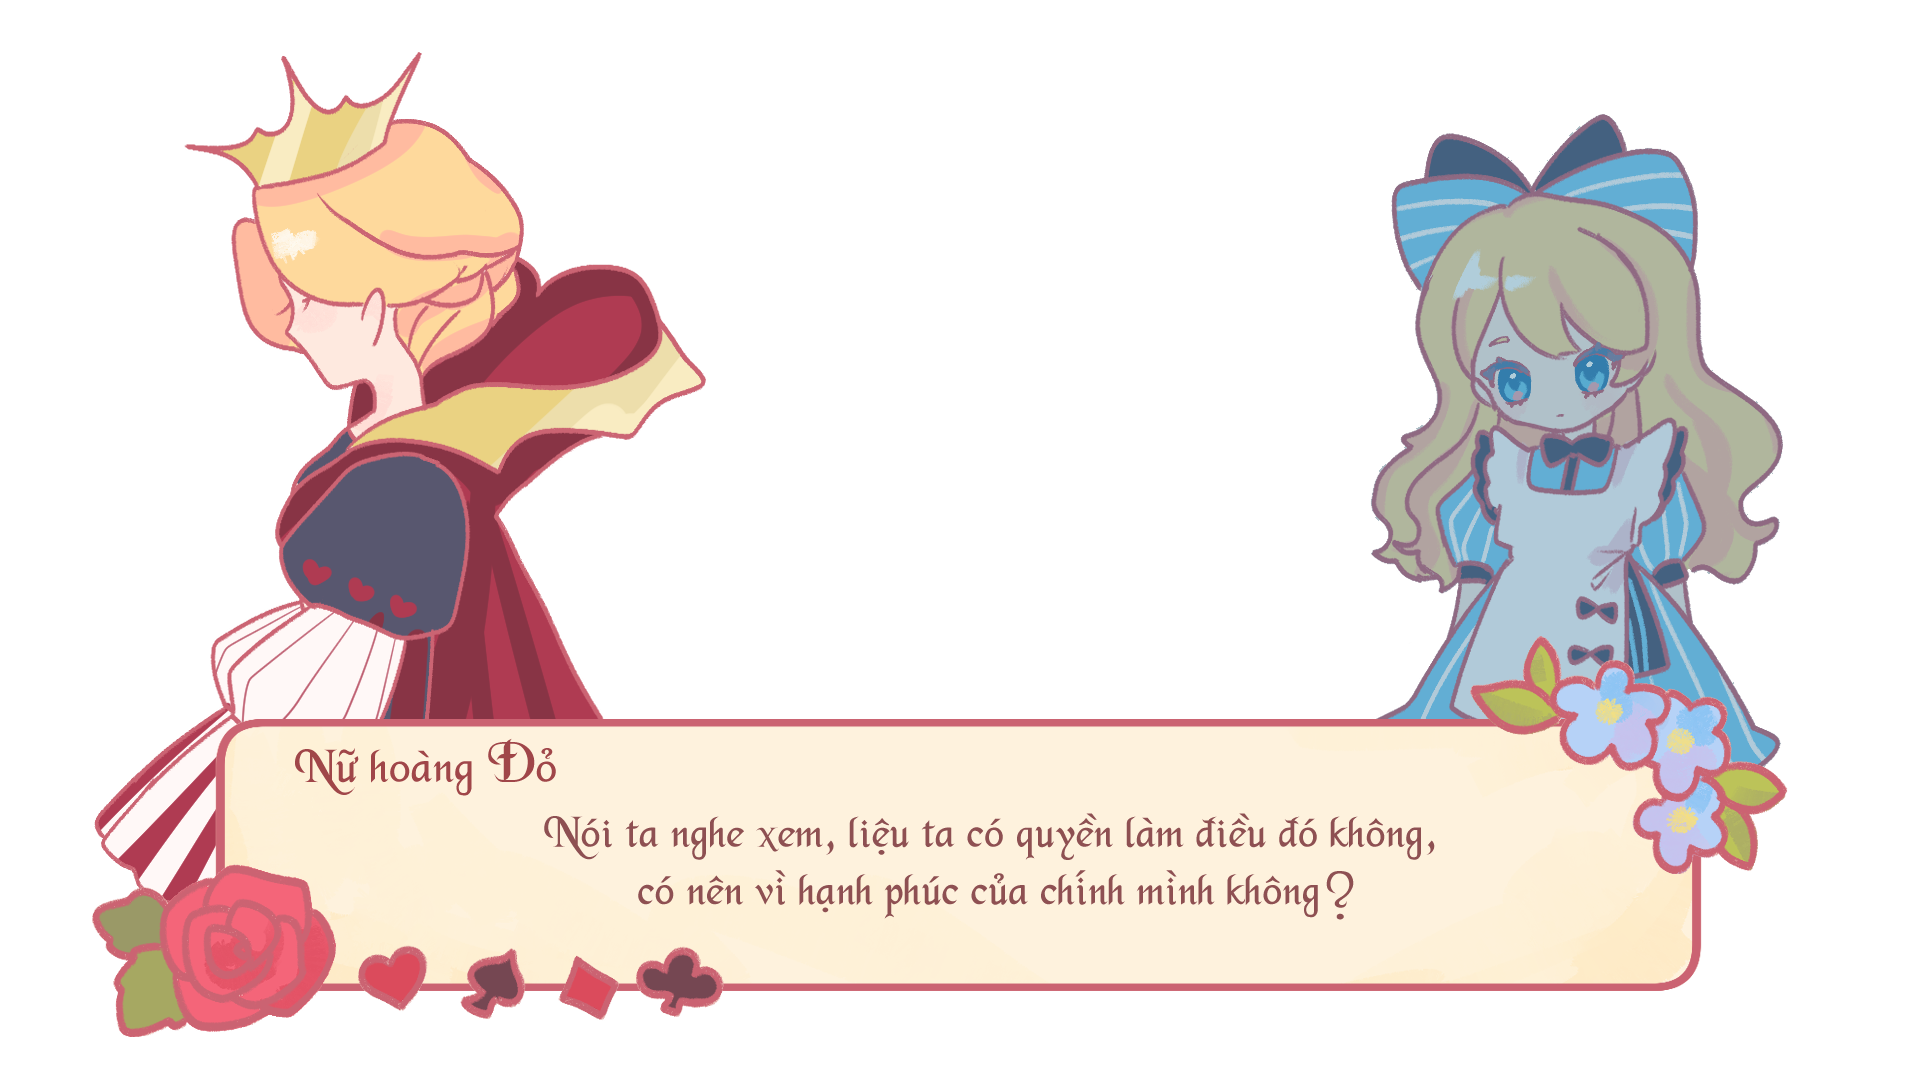 Nữ hoàng Đỏ
Nói ta nghe xem, liệu ta có quyền làm điều đó không,
có nên vì hạnh phúc của chính mình không?